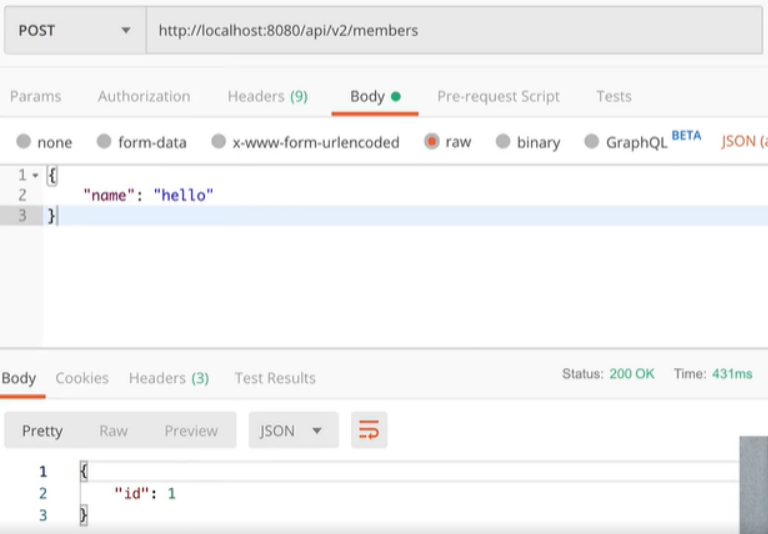 POST http://localhost:8080/api/v2/members
Params Authorization Headers (9) Body Pre-request Script Tests
none form-data x-www-form-urlencoded raw binary GraphQL BETA JSON (a
1 {
2 "name": "hello"
3 }
Body Cookies Headers (3) Test Results Status: 200 OK Time: 431ms
Pretty Raw Preview JSON
1 {
2 "id": 1
3 }